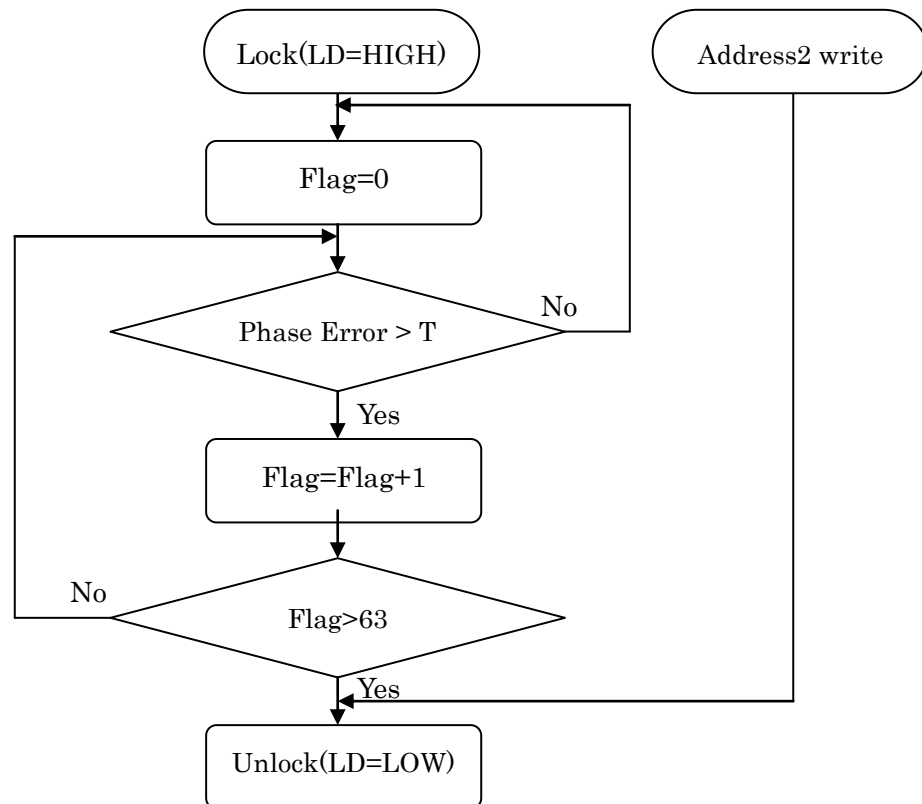 Lock(LD=HIGH)
Address2 write
Flag=0
No
Phase Error > T
Yes
Flag=Flag+1
No
Flag>63
Yes
Unlock(LD=LOW)